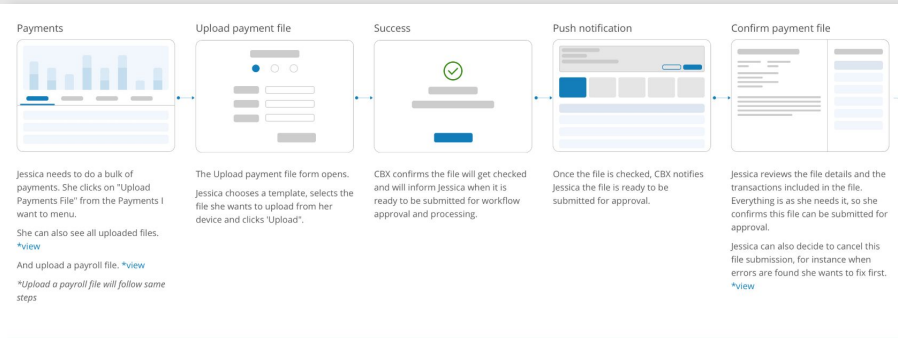 Payments
Jessica needs to do a bulk of
payments. She clicks on "Upload
Payments File" from the Payments I
want to menu.
She can also see all uploaded files.
*view
And upload a payroll file. *view
*Upload a payroll file will follow same
steps
Upload payment file
The Upload payment file form opens.
Jessica chooses a template, selects the
file she wants to upload from her
device and clicks 'Upload".
Success
CBX confirms the file will get checked
and will inform Jessica when it is
ready to be submitted for workflow
approval and processing.
Push notification
Once the file is checked, CBX notifies
Jessica the file is ready to be
submitted for approval.
Confirm payment file
Jessica reviews the file details and the
transactions included in the file.
Everything is as she needs it, so she
confirms this file can be submitted for
approval.
Jessica can also decide to cancel this
file submission, for instance when
errors are found she wants to fix first.
*view